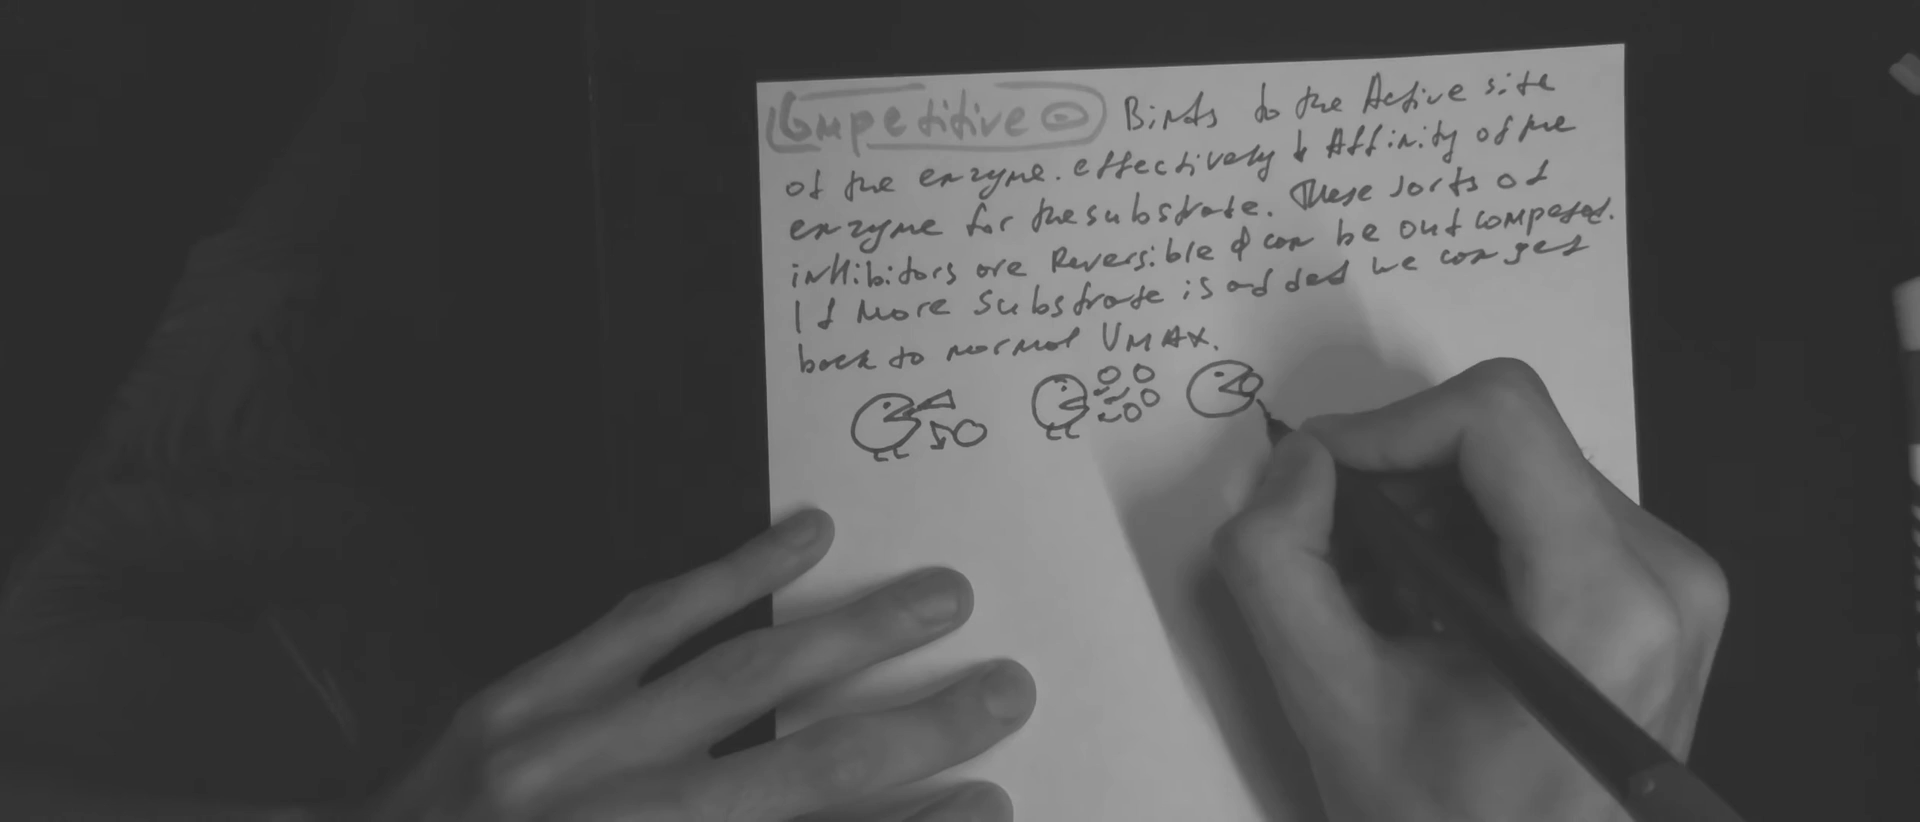 Competitive ⊖ Binds to the Active site
of the enzyme. effectively ↓ Affinity of the
enzyme for the substrate. These sorts of
inhibitors are Reversible & can be out competed.
If more substrate is added we can get
back to normal VMAX.